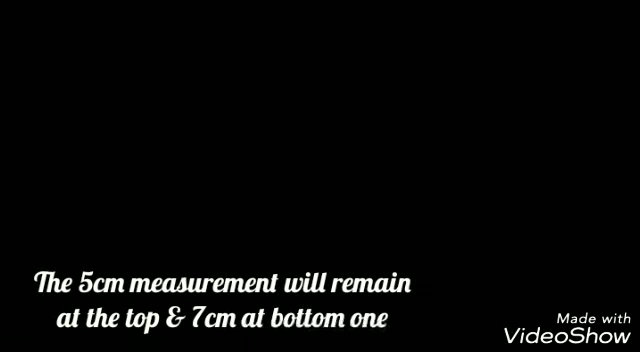 The 5cm measurement will remain
at the top & 7cm at bottom one
Made with
VideoShow